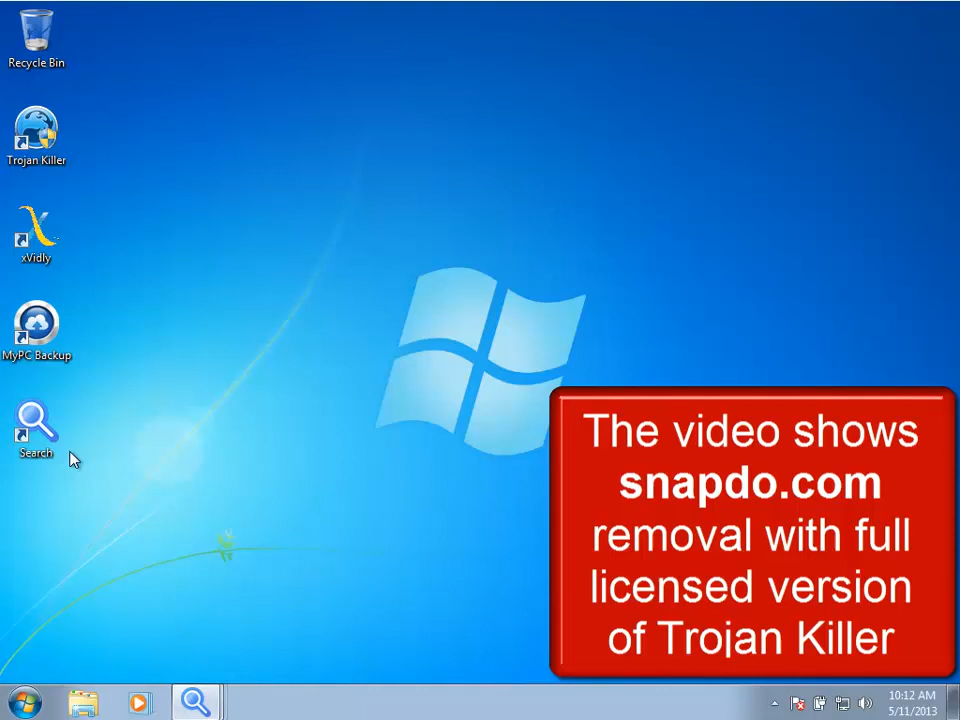 Recycle Bin
Trojan Killer
xVidly
MyPC Backup
Search
The video shows
snapdo.com
removal with full
licensed version
of Trojan Killer
10:12 AM
5/11/2013